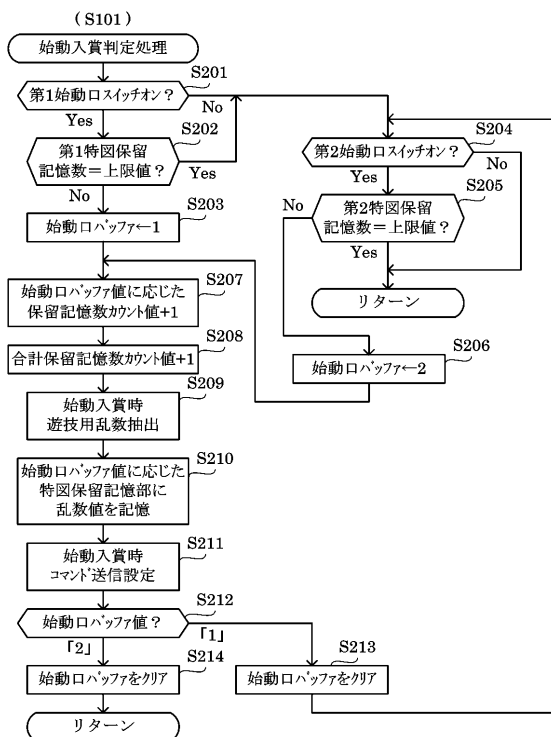 (S101)
始動入賞判定処理
S201
第1始動口スイッチオン?
No
Yes
S202
第1特図保留
記憶数=上限値?
Yes
No
S203
始動口バッファ←1
S204
第2始動口スイッチオン?
No
Yes
S205
No
第2特図保留
記憶数=上限値?
Yes
リターン
S206
始動口バッファ←2
S207
始動口バッファ値に応じた
保留記憶数カウント値+1
S208
合計保留記憶数カウント値+1
S209
始動入賞時
遊技用乱数抽出
S210
始動口バッファ値に応じた
特図保留記憶部に
乱数値を記憶
S211
始動入賞時
コマンド送信設定
S212
始動口バッファ値?
「1」
「2」
S214
始動口バッファをクリア
S213
始動口バッファをクリア
リターン